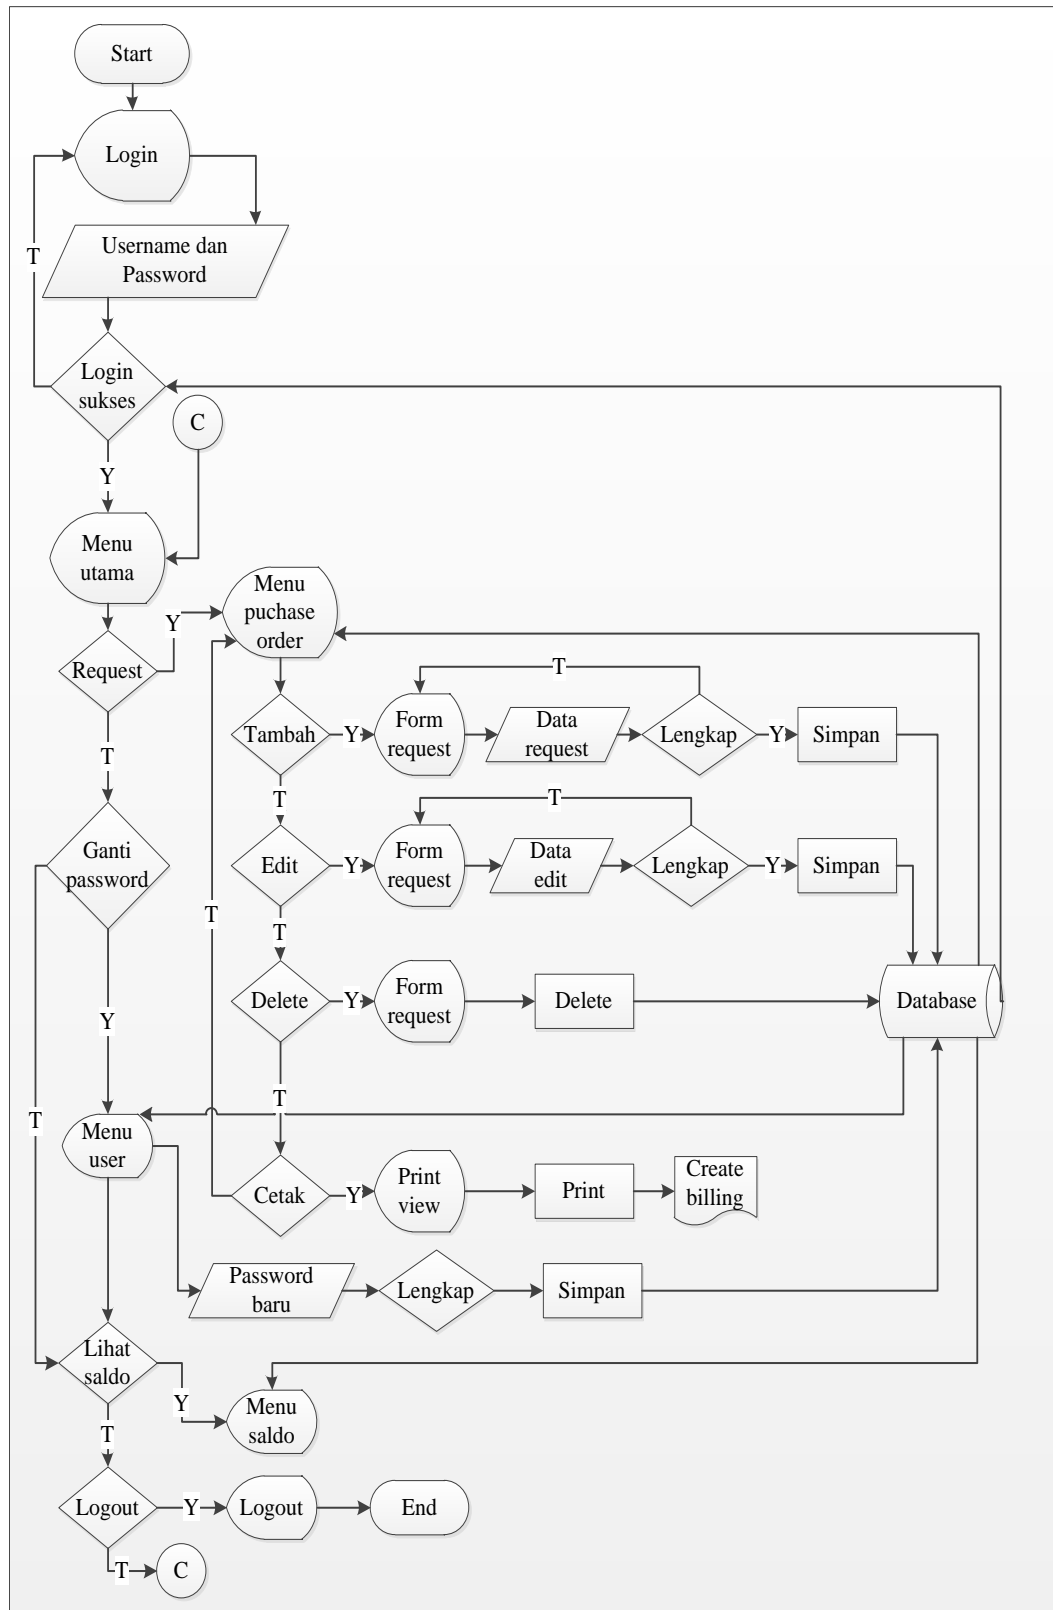 Start
Login
T
Username dan
Password
Login
sukses
C
Y
Menu
utama
Menu
puchase
order
Y
Request
T
T
Tambah
Y
Form
request
Data
request
Lengkap
Y
Simpan
T
T
Ganti
password
Edit
Y
Form
request
Data
edit
Lengkap
Y
Simpan
T
T
Delete
Y
Form
request
Delete
Database
Y
T
T
Menu
user
Cetak
Y
Print
view
Print
Create
billing
Password
baru
Lengkap
Simpan
Lihat
saldo
Y
Menu
saldo
T
Logout
Y
Logout
End
T
C